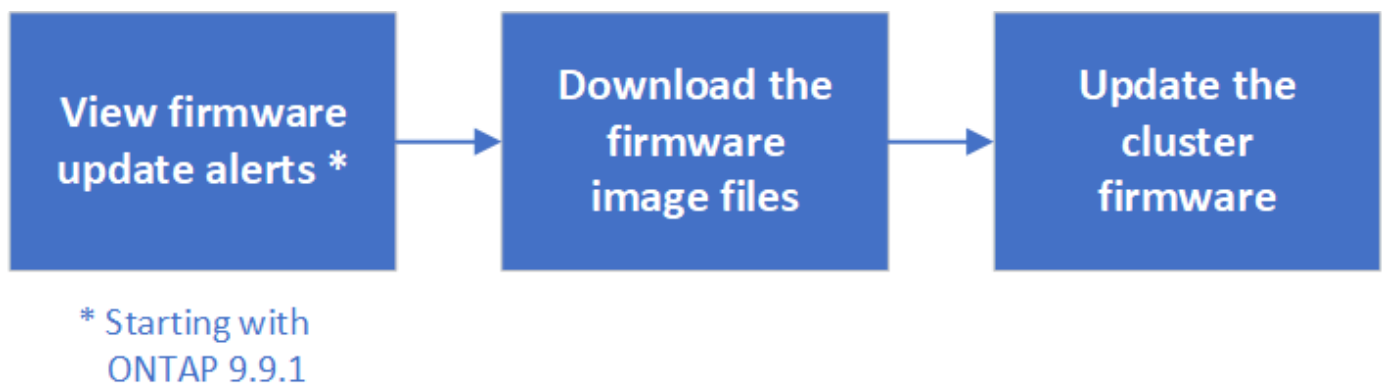 View firmware
update alerts *
Download the
firmware
image files
Update the
cluster
firmware
* Starting with
ONTAP 9.9.1